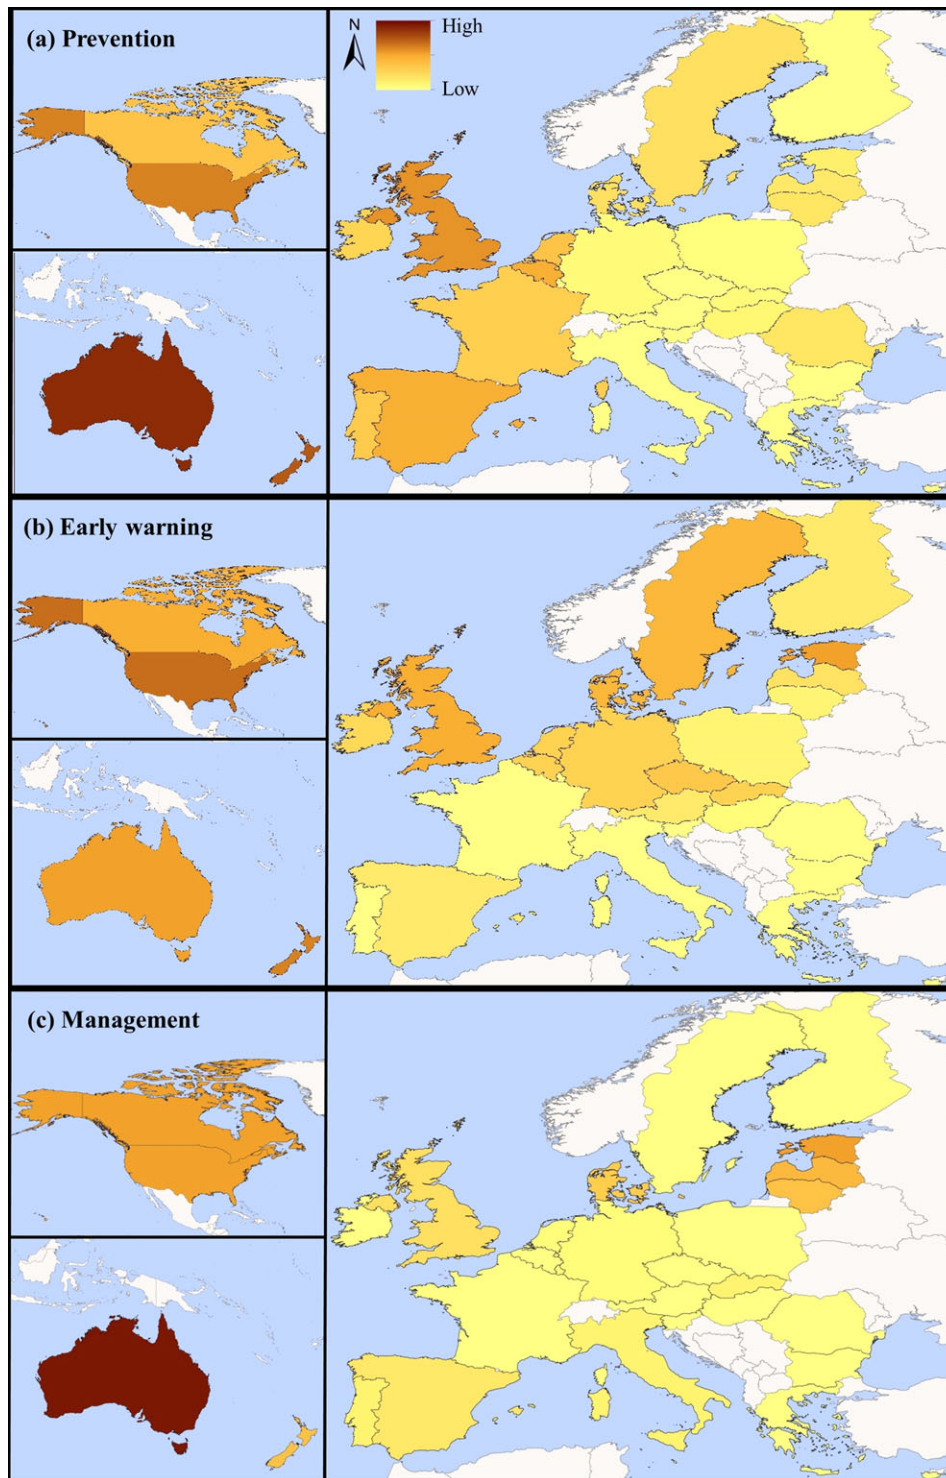 (a) Prevention
N
High
Low
(b) Early warning
(c) Management